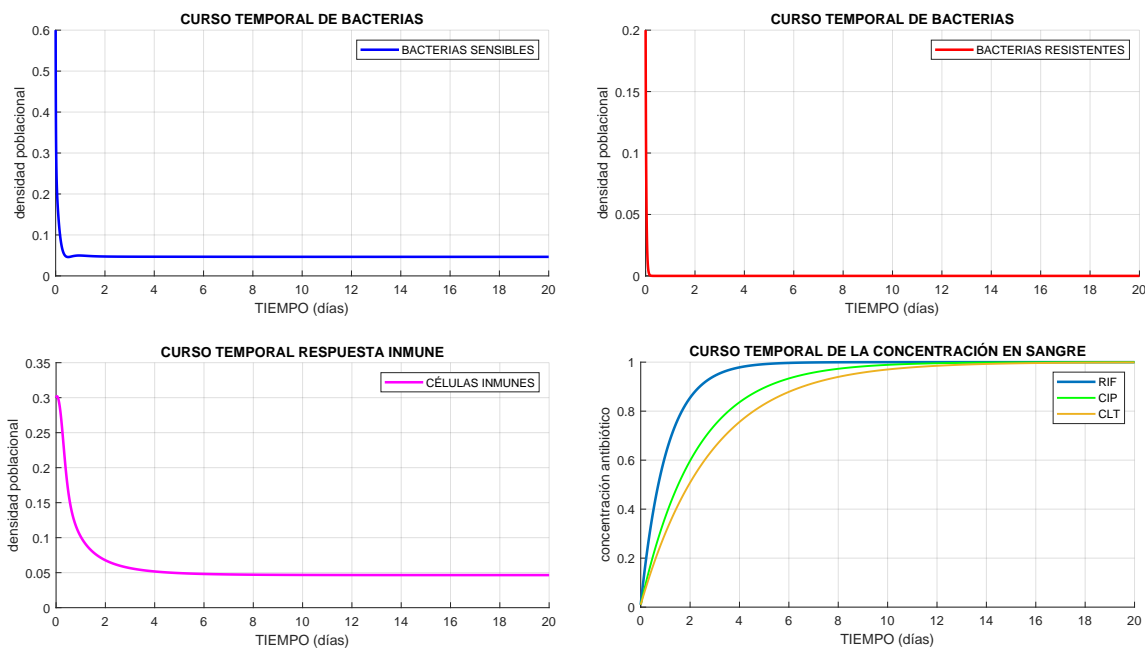 CURSO TEMPORAL DE BACTERIAS
BACTERIAS SENSIBLES
densidad poblacional
0.6
0.5
0.4
0.3
0.2
0.1
0
0 2 4 6 8 10 12 14 16 18 20
TIEMPO (días)
CURSO TEMPORAL DE BACTERIAS
BACTERIAS RESISTENTES
densidad poblacional
0.2
0.15
0.1
0.05
0
0 2 4 6 8 10 12 14 16 18 20
TIEMPO (días)
CURSO TEMPORAL RESPUESTA INMUNE
CÉLULAS INMUNES
densidad poblacional
0.35
0.3
0.25
0.2
0.15
0.1
0.05
0
0 2 4 6 8 10 12 14 16 18 20
TIEMPO (días)
CURSO TEMPORAL DE LA CONCENTRACIÓN EN SANGRE
RIF
CIP
CLT
concentración antibiótico
1
0.8
0.6
0.4
0.2
0
0 2 4 6 8 10 12 14 16 18 20
TIEMPO (días)